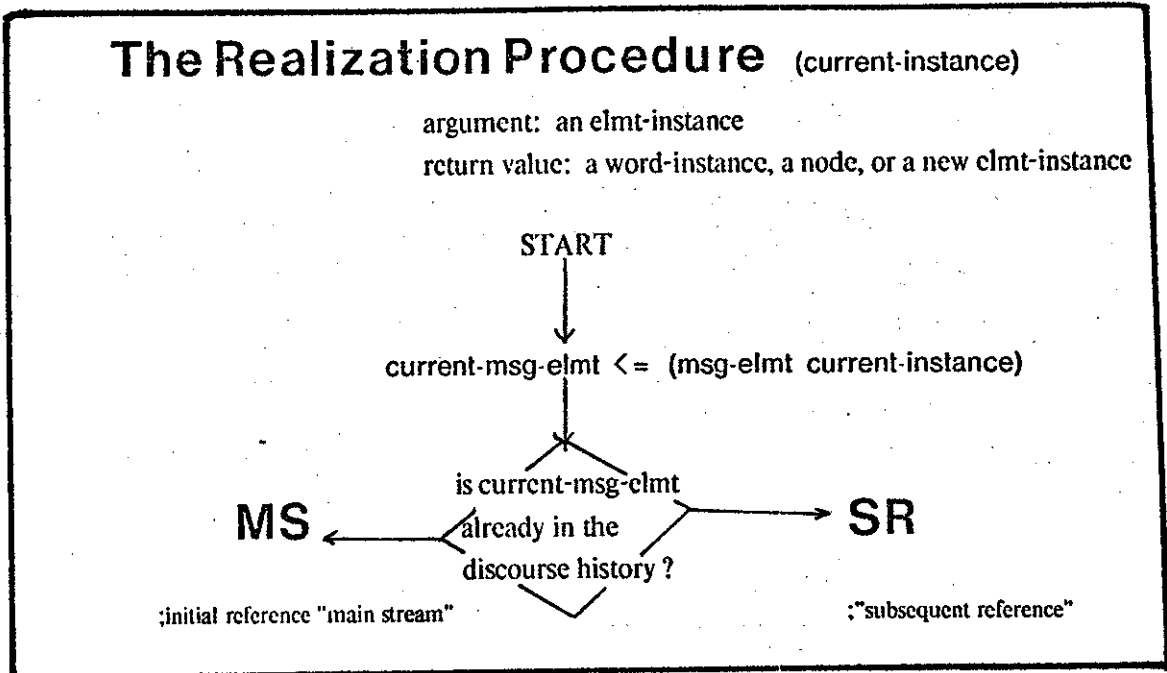 The Realization Procedure (current-instance)
argument: an elmt-instance
return value: a word-instance, a node, or a new elmt-instance
START
current-msg-elmt <= (msg-elmt current-instance)
is current-msg-elmt
already in the
discourse history ?
MS
SR
;initial reference "main stream"
;"subsequent reference"